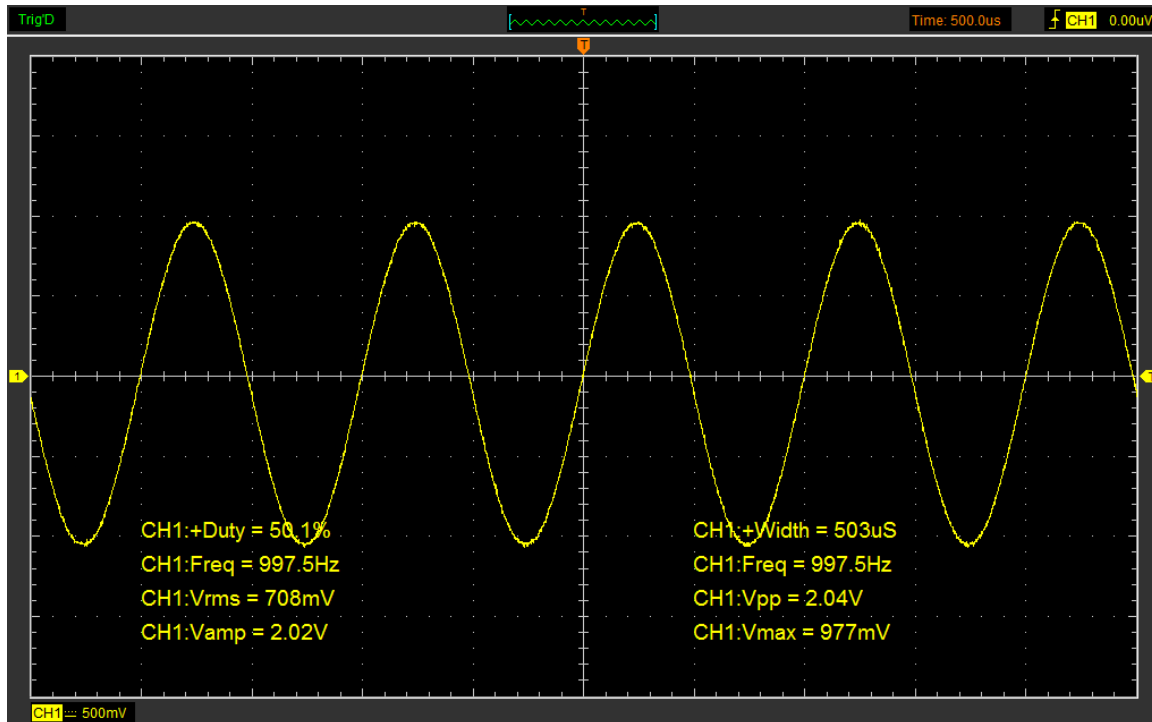 Trig'D
T
Time: 500.0us
CH1 0.00uV
T
1
T
CH1:+Duty = 50.1%
CH1:+Width = 503uS
CH1:Freq = 997.5Hz
CH1:Freq = 997.5Hz
CH1:Vrms = 708mV
CH1:Vpp = 2.04V
CH1:Vamp = 2.02V
CH1:Vmax = 977mV
CH1 500mV